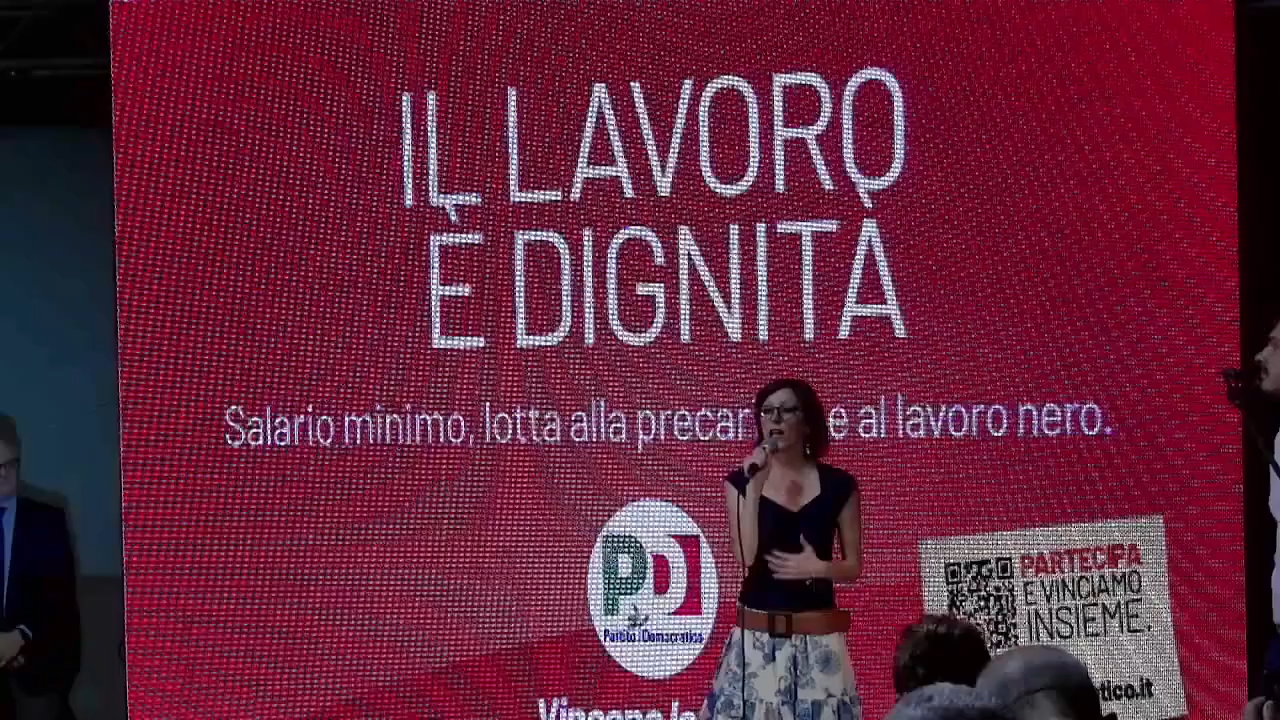 IL LAVORO
È DIGNITÀ
Salario minimo, lotta alla precar e al lavoro nero.
PD
Partito Democratico
PARTECIPA
E VINCIAMO
INSIEME.
tico.it